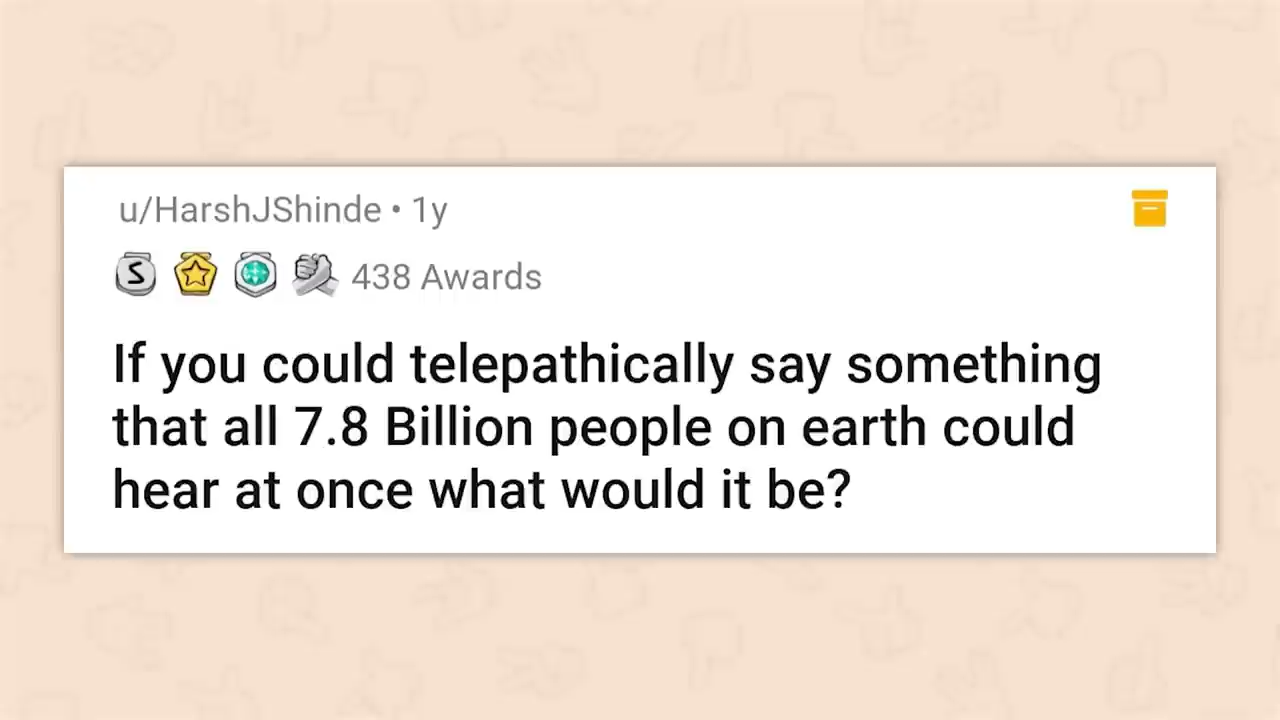 u/HarshJShinde • 1y
S 438 Awards
If you could telepathically say something
that all 7.8 Billion people on earth could
hear at once what would it be?